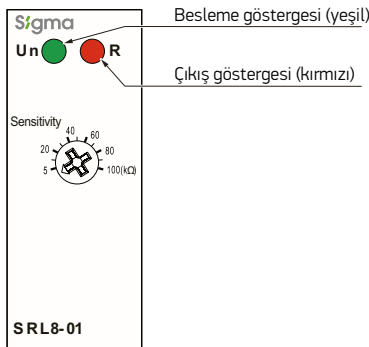 Besleme göstergesi (yeşil)
Sigma
Un R
Çıkış göstergesi (kırmızı)
Sensitivity
40 60
20 80
5 100(kΩ)
SRL8-01